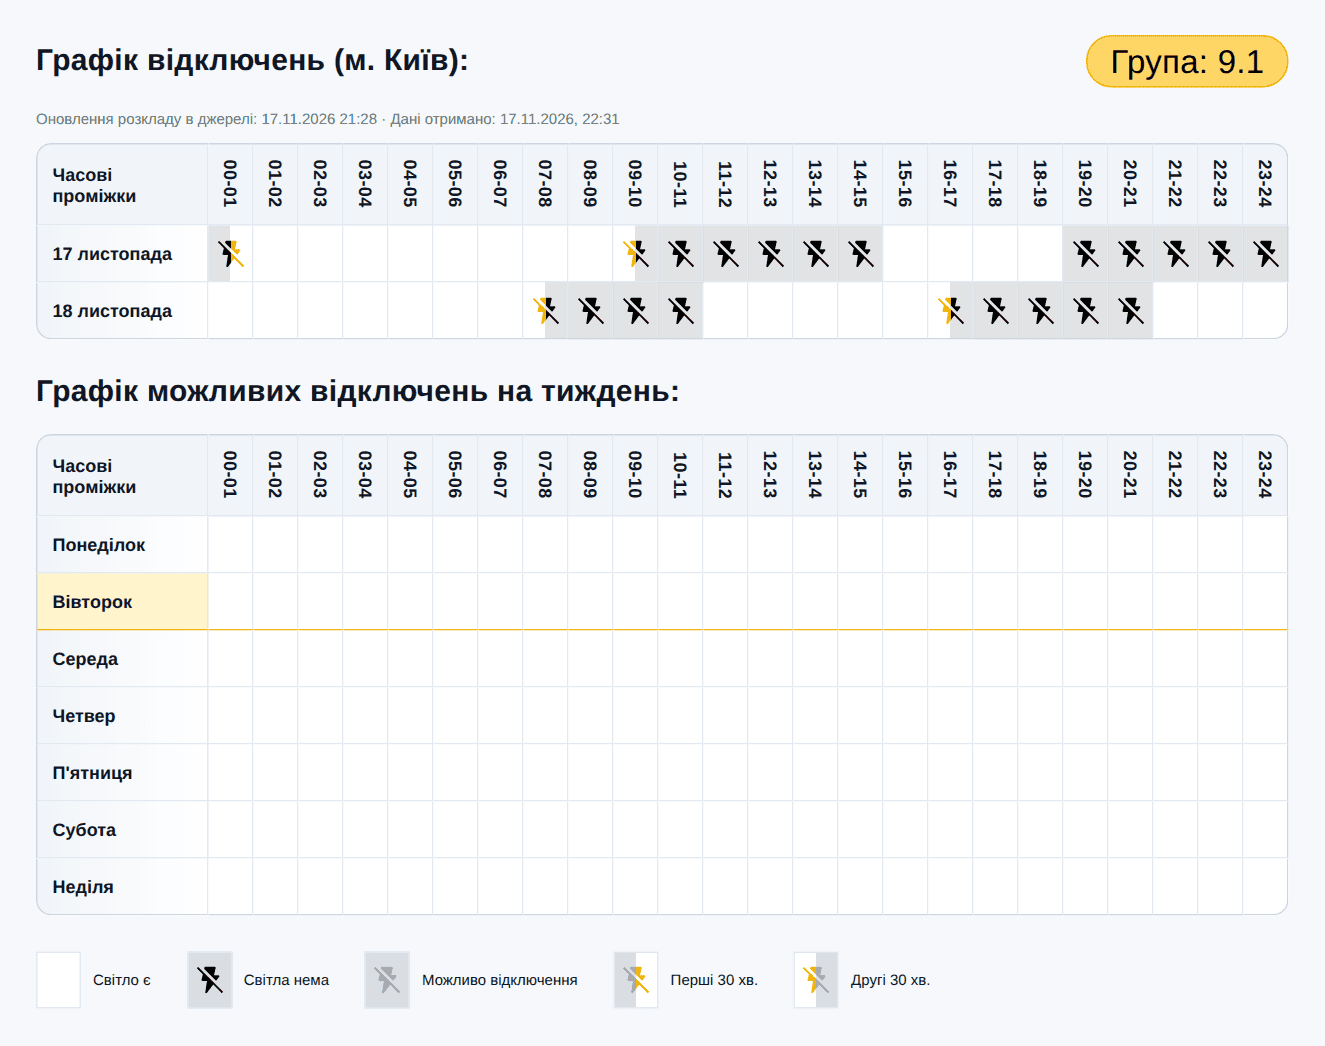 Графік відключень (м. Київ):
Група: 9.1
Оновлення розкладу в джерелі: 17.11.2026 21:28 · Дані отримано: 17.11.2026, 22:31
Часові проміжки 00-01 01-02 02-03 03-04 04-05 05-06 06-07 07-08 08-09 09-10 10-11 11-12 12-13 13-14 14-15 15-16 16-17 17-18 18-19 19-20 20-21 21-22 22-23 23-24
17 листопада
18 листопада
Графік можливих відключень на тиждень:
Часові проміжки 00-01 01-02 02-03 03-04 04-05 05-06 06-07 07-08 08-09 09-10 10-11 11-12 12-13 13-14 14-15 15-16 16-17 17-18 18-19 19-20 20-21 21-22 22-23 23-24
Понеділок
Вівторок
Середа
Четвер
П'ятниця
Субота
Неділя
Світло є Світла нема Можливо відключення Перші 30 хв. Другі 30 хв.